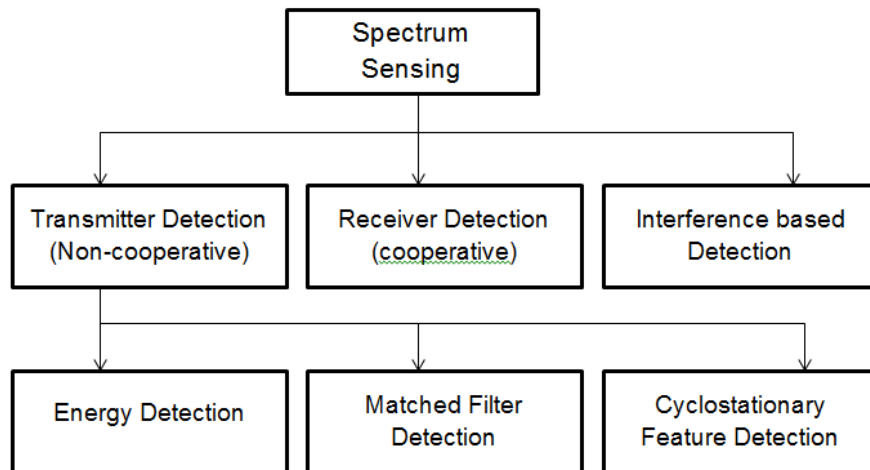 Spectrum
Sensing
Transmitter Detection
(Non-cooperative)
Receiver Detection
(cooperative)
Interference based
Detection
Energy Detection
Matched Filter
Detection
Cyclostationary
Feature Detection